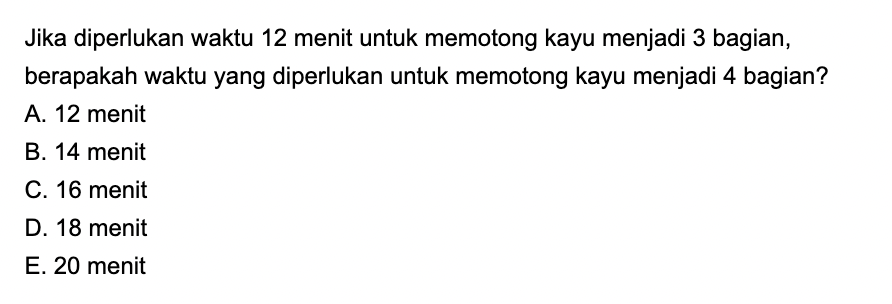 Jika diperlukan waktu 12 menit untuk memotong kayu menjadi 3 bagian,
berapakah waktu yang diperlukan untuk memotong kayu menjadi 4 bagian?
A. 12 menit
B. 14 menit
C. 16 menit
D. 18 menit
E. 20 menit